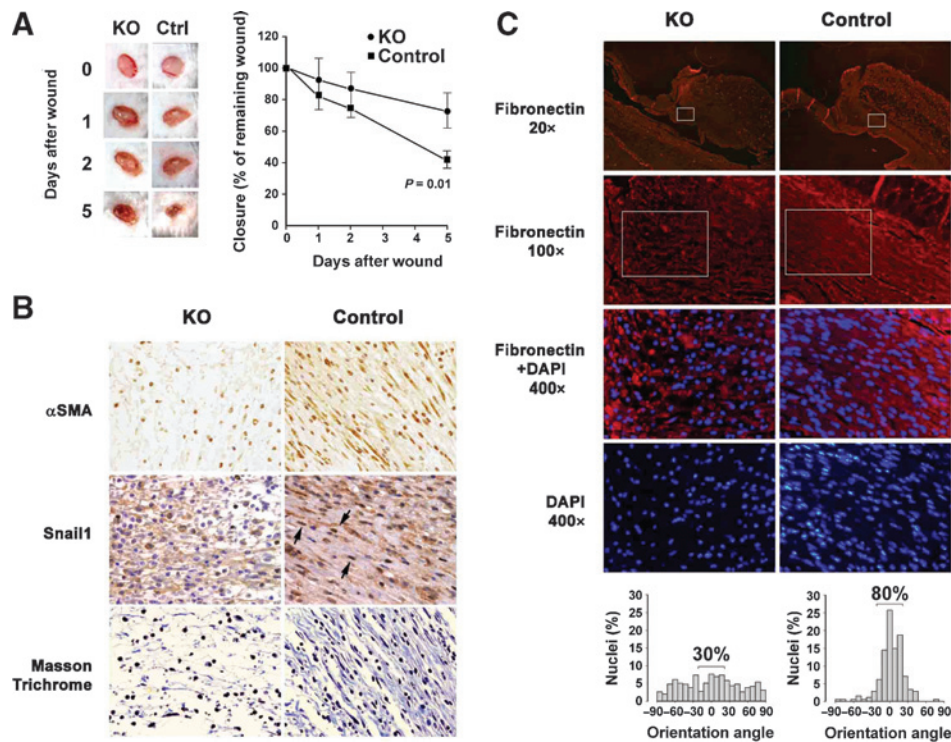 A
KO Ctrl
Days after wound
0
1
2
5
Closure (% of remaining wound)
120
100
80
60
40
20
0
KO
Control
P = 0.01
0 1 2 3 4 5
Days after wound
B
KO Control
αSMA
Snail1
Masson
Trichrome
C
KO Control
Fibronectin
20×
Fibronectin
100×
Fibronectin
+DAPI
400×
DAPI
400×
Nuclei (%)
30
25
20
15
10
5
0
30%
–90–60–30 0 30 60 90
Orientation angle
Nuclei (%)
30
25
20
15
10
5
0
80%
–90–60–30 0 30 60 90
Orientation angle